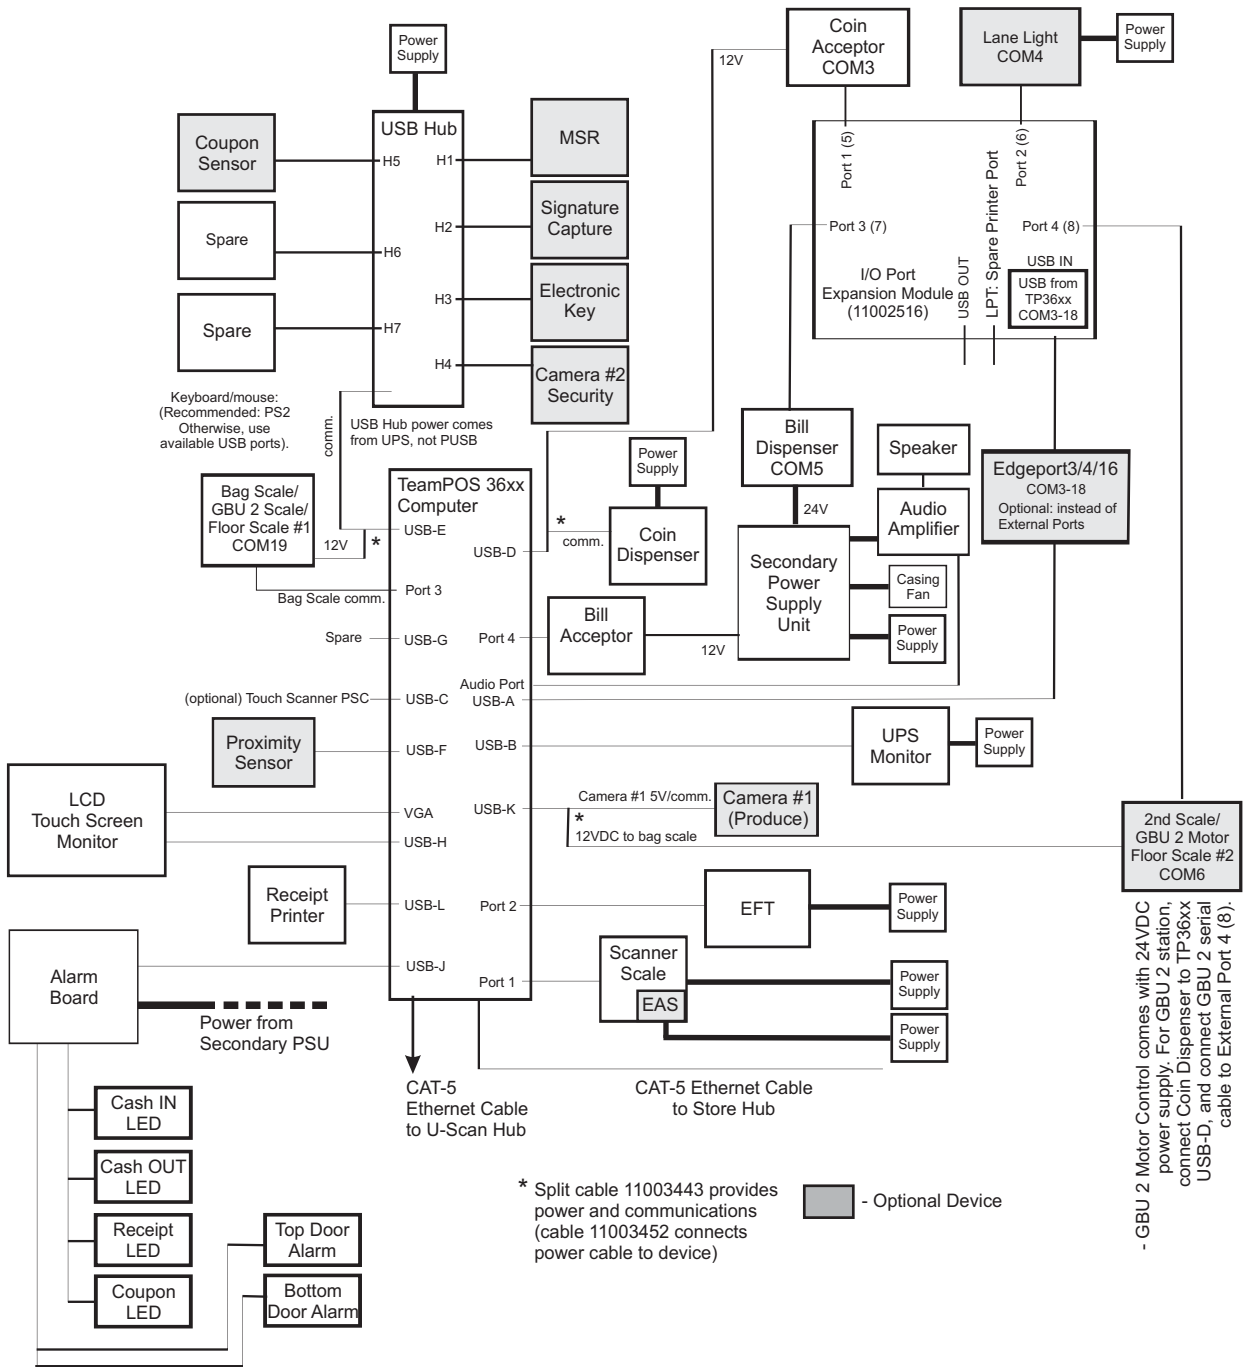 Power
Supply
Coin
Acceptor
COM3
12V
Lane Light
COM4
Power
Supply
USB Hub
Coupon
Sensor
H5
H1
MSR
Spare
H6
H2
Signature
Capture
Spare
H7
H3
Electronic
Key
H4
Camera #2
Security
Port 1 (5)
Port 2 (6)
Port 3 (7)
Port 4 (8)
I/O Port
Expansion Module
(11002516)
USB OUT
LPT: Spare Printer Port
USB IN
USB from
TP36xx
COM3-18
Keyboard/mouse:
(Recommended: PS2
Otherwise, use
available USB ports).
comm.
USB Hub power comes
from UPS, not PUSB
Bag Scale/
GBU 2 Scale/
Floor Scale #1
COM19
12V
*
Bag Scale comm.
TeamPOS 36xx
Computer
USB-E
USB-D
Port 3
Spare
USB-G
Port 4
(optional) Touch Scanner PSC
USB-C
Audio Port
USB-A
Proximity
Sensor
USB-F
USB-B
LCD
Touch Screen
Monitor
VGA
USB-H
USB-K
Receipt
Printer
USB-L
Port 2
USB-J
Port 1
Power
Supply
*
comm.
Coin
Dispenser
Bill
Dispenser
COM5
24V
Speaker
Audio
Amplifier
Edgeport3/4/16
COM3-18
Optional: instead of
External Ports
Secondary
Power
Supply
Unit
Casing
Fan
Power
Supply
Bill
Acceptor
12V
UPS
Monitor
Power
Supply
Camera #1 5V/comm.
*
12VDC to bag scale
Camera #1
(Produce)
2nd Scale/
GBU 2 Motor
Floor Scale #2
COM6
EFT
Power
Supply
Scanner
Scale
EAS
Power
Supply
Power
Supply
- GBU 2 Motor Control comes with 24VDC
power supply. For GBU 2 station,
connect Coin Dispenser to TP36xx
USB-D, and connect GBU 2 serial
cable to External Port 4 (8).
Alarm
Board
Power from
Secondary PSU
CAT-5
Ethernet Cable
to U-Scan Hub
CAT-5 Ethernet Cable
to Store Hub
Cash IN
LED
Cash OUT
LED
Receipt
LED
Coupon
LED
Top Door
Alarm
Bottom
Door Alarm
* Split cable 11003443 provides
power and communications
(cable 11003452 connects
power cable to device)
- Optional Device